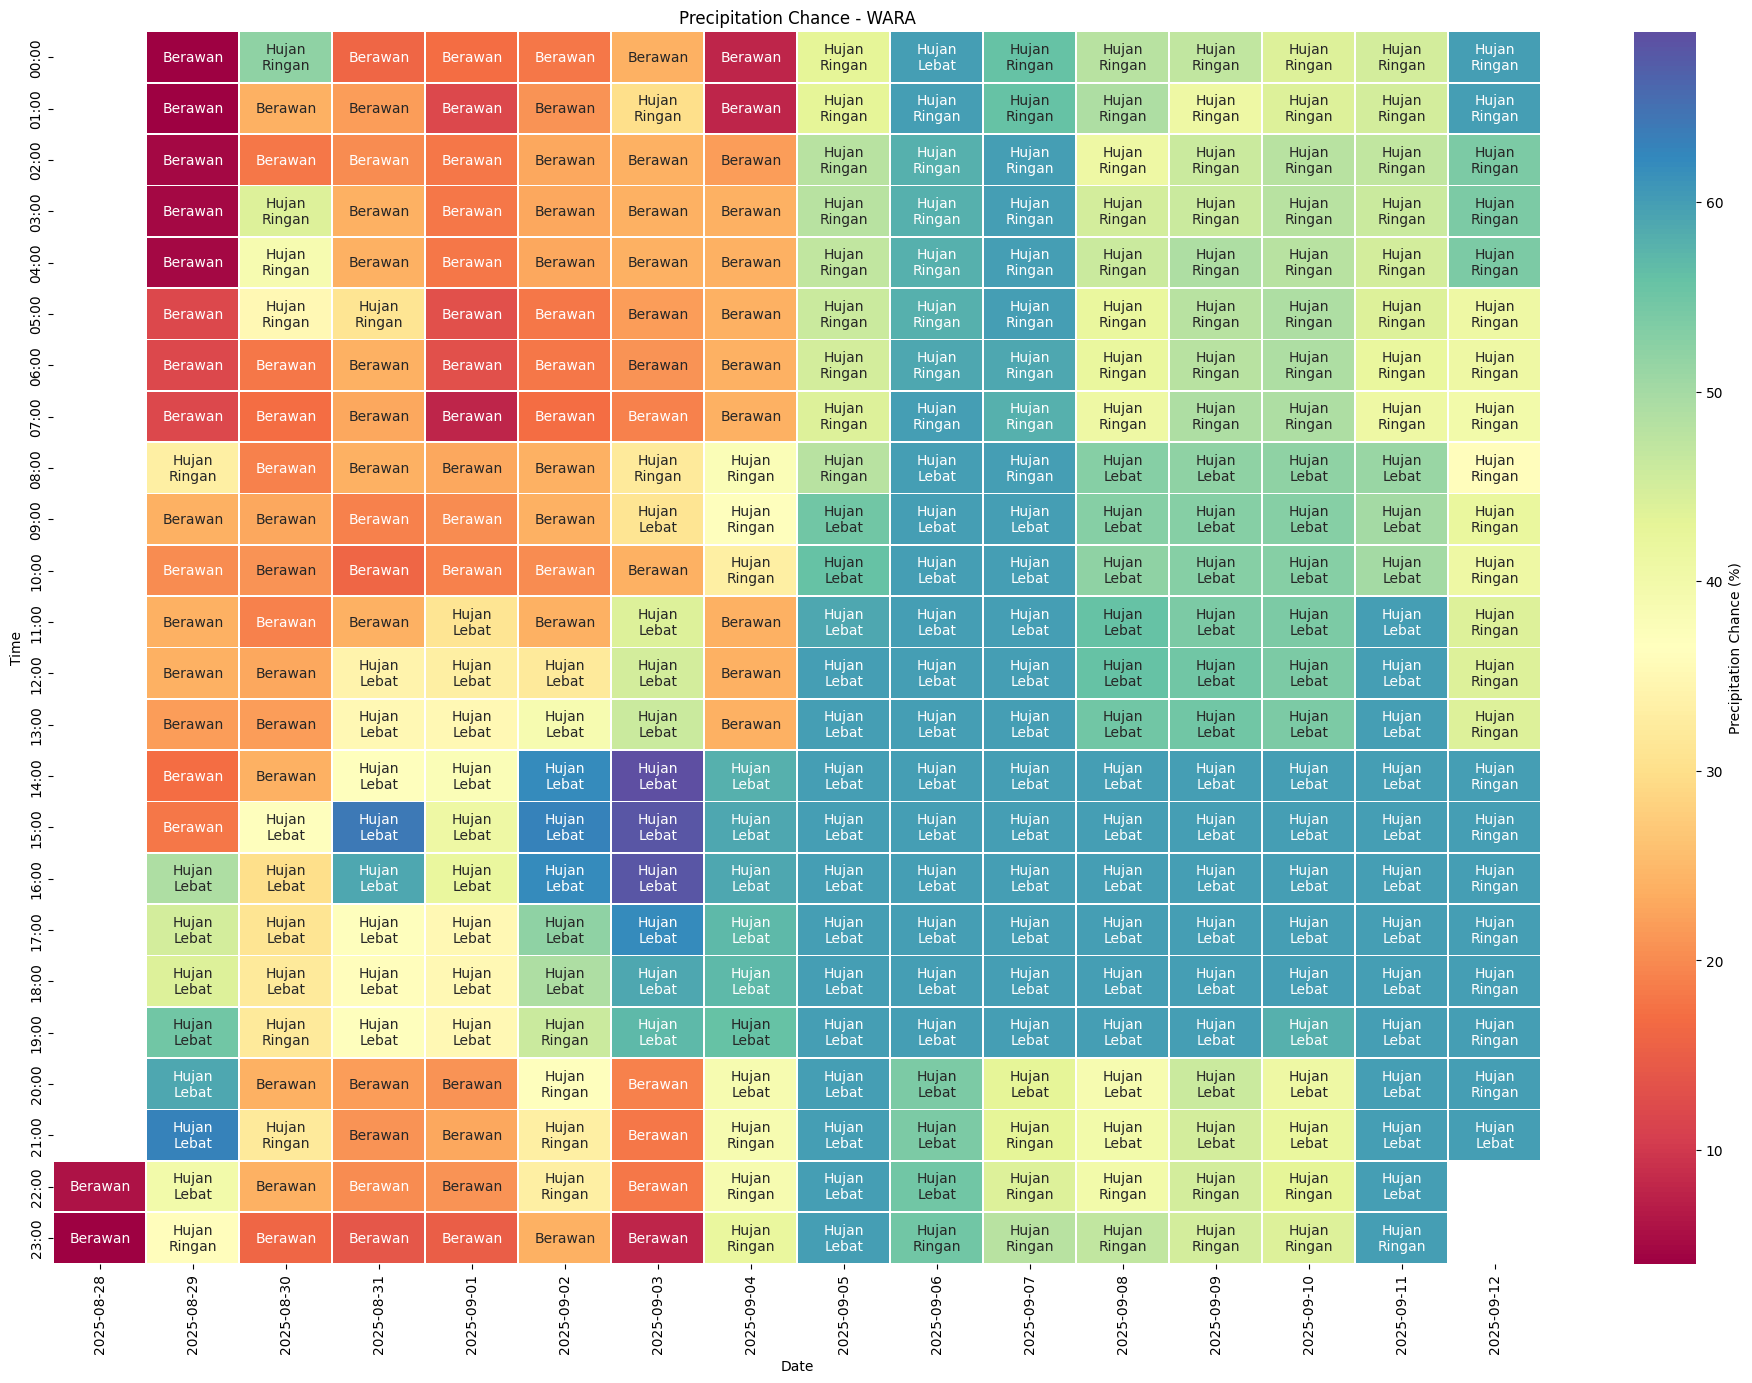 Precipitation Chance - WARA
00:00 Berawan Hujan Ringan Berawan Berawan Berawan Berawan Berawan Hujan Ringan Hujan Lebat Hujan Ringan Hujan Ringan Hujan Ringan Hujan Ringan Hujan Ringan Hujan Ringan
01:00 Berawan Berawan Berawan Berawan Berawan Hujan Ringan Berawan Hujan Ringan Hujan Ringan Hujan Ringan Hujan Ringan Hujan Ringan Hujan Ringan Hujan Ringan Hujan Ringan
02:00 Berawan Berawan Berawan Berawan Berawan Berawan Berawan Hujan Ringan Hujan Ringan Hujan Ringan Hujan Ringan Hujan Ringan Hujan Ringan Hujan Ringan Hujan Ringan
03:00 Berawan Hujan Ringan Berawan Berawan Berawan Berawan Berawan Hujan Ringan Hujan Ringan Hujan Ringan Hujan Ringan Hujan Ringan Hujan Ringan Hujan Ringan Hujan Ringan
04:00 Berawan Hujan Ringan Berawan Berawan Berawan Berawan Berawan Hujan Ringan Hujan Ringan Hujan Ringan Hujan Ringan Hujan Ringan Hujan Ringan Hujan Ringan Hujan Ringan
05:00 Berawan Hujan Ringan Hujan Ringan Berawan Berawan Berawan Berawan Hujan Ringan Hujan Ringan Hujan Ringan Hujan Ringan Hujan Ringan Hujan Ringan Hujan Ringan Hujan Ringan
06:00 Berawan Berawan Berawan Berawan Berawan Berawan Berawan Hujan Ringan Hujan Ringan Hujan Ringan Hujan Ringan Hujan Ringan Hujan Ringan Hujan Ringan Hujan Ringan
07:00 Berawan Berawan Berawan Berawan Berawan Berawan Berawan Hujan Ringan Hujan Ringan Hujan Ringan Hujan Ringan Hujan Ringan Hujan Ringan Hujan Ringan Hujan Ringan
08:00 Hujan Ringan Berawan Berawan Berawan Berawan Hujan Ringan Hujan Ringan Hujan Ringan Hujan Lebat Hujan Ringan Hujan Lebat Hujan Lebat Hujan Lebat Hujan Lebat Hujan Ringan
09:00 Berawan Berawan Berawan Berawan Berawan Hujan Lebat Hujan Ringan Hujan Lebat Hujan Lebat Hujan Lebat Hujan Lebat Hujan Lebat Hujan Lebat Hujan Lebat Hujan Ringan
10:00 Berawan Berawan Berawan Berawan Berawan Berawan Hujan Ringan Hujan Lebat Hujan Lebat Hujan Lebat Hujan Lebat Hujan Lebat Hujan Lebat Hujan Lebat Hujan Ringan
11:00 Berawan Berawan Berawan Hujan Lebat Berawan Hujan Lebat Berawan Hujan Lebat Hujan Lebat Hujan Lebat Hujan Lebat Hujan Lebat Hujan Lebat Hujan Lebat Hujan Ringan
12:00 Berawan Berawan Hujan Lebat Hujan Lebat Hujan Lebat Hujan Lebat Berawan Hujan Lebat Hujan Lebat Hujan Lebat Hujan Lebat Hujan Lebat Hujan Lebat Hujan Lebat Hujan Ringan
13:00 Berawan Berawan Hujan Lebat Hujan Lebat Hujan Lebat Hujan Lebat Berawan Hujan Lebat Hujan Lebat Hujan Lebat Hujan Lebat Hujan Lebat Hujan Lebat Hujan Lebat Hujan Ringan
14:00 Berawan Berawan Hujan Lebat Hujan Lebat Hujan Lebat Hujan Lebat Hujan Lebat Hujan Lebat Hujan Lebat Hujan Lebat Hujan Lebat Hujan Lebat Hujan Lebat Hujan Lebat Hujan Ringan
15:00 Berawan Hujan Lebat Hujan Lebat Hujan Lebat Hujan Lebat Hujan Lebat Hujan Lebat Hujan Lebat Hujan Lebat Hujan Lebat Hujan Lebat Hujan Lebat Hujan Lebat Hujan Lebat Hujan Ringan
16:00 Hujan Lebat Hujan Lebat Hujan Lebat Hujan Lebat Hujan Lebat Hujan Lebat Hujan Lebat Hujan Lebat Hujan Lebat Hujan Lebat Hujan Lebat Hujan Lebat Hujan Lebat Hujan Lebat Hujan Ringan
17:00 Hujan Lebat Hujan Lebat Hujan Lebat Hujan Lebat Hujan Lebat Hujan Lebat Hujan Lebat Hujan Lebat Hujan Lebat Hujan Lebat Hujan Lebat Hujan Lebat Hujan Lebat Hujan Lebat Hujan Ringan
18:00 Hujan Lebat Hujan Lebat Hujan Lebat Hujan Lebat Hujan Lebat Hujan Lebat Hujan Lebat Hujan Lebat Hujan Lebat Hujan Lebat Hujan Lebat Hujan Lebat Hujan Lebat Hujan Lebat Hujan Ringan
19:00 Hujan Lebat Hujan Ringan Hujan Lebat Hujan Lebat Hujan Ringan Hujan Lebat Hujan Lebat Hujan Lebat Hujan Lebat Hujan Lebat Hujan Lebat Hujan Lebat Hujan Lebat Hujan Lebat Hujan Ringan
20:00 Hujan Lebat Berawan Berawan Berawan Hujan Ringan Berawan Hujan Lebat Hujan Lebat Hujan Lebat Hujan Lebat Hujan Lebat Hujan Lebat Hujan Lebat Hujan Lebat Hujan Ringan
21:00 Hujan Lebat Hujan Ringan Berawan Berawan Hujan Ringan Berawan Hujan Ringan Hujan Lebat Hujan Lebat Hujan Ringan Hujan Lebat Hujan Lebat Hujan Lebat Hujan Lebat Hujan Lebat
22:00 Berawan Hujan Lebat Berawan Berawan Berawan Hujan Ringan Berawan Hujan Ringan Hujan Lebat Hujan Lebat Hujan Ringan Hujan Ringan Hujan Ringan Hujan Ringan Hujan Lebat
23:00 Berawan Hujan Ringan Berawan Berawan Berawan Berawan Berawan Hujan Ringan Hujan Lebat Hujan Ringan Hujan Ringan Hujan Ringan Hujan Ringan Hujan Ringan Hujan Ringan
Time
2025-08-28 2025-08-29 2025-08-30 2025-08-31 2025-09-01 2025-09-02 2025-09-03 2025-09-04 2025-09-05 2025-09-06 2025-09-07 2025-09-08 2025-09-09 2025-09-10 2025-09-11 2025-09-12
Date
60
50
40
30
20
10
Precipitation Chance (%)